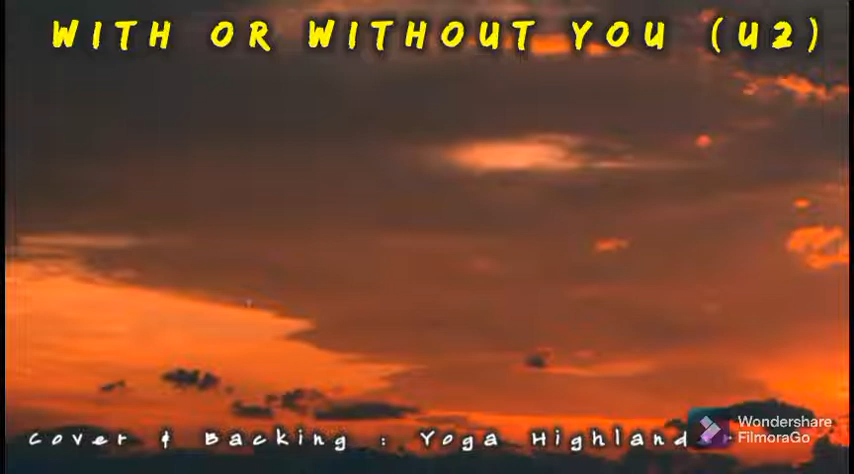 WITH OR WITHOUT YOU (U2)
Cover & Backing : Yoga Highland
Wondershare
FilmoraGo